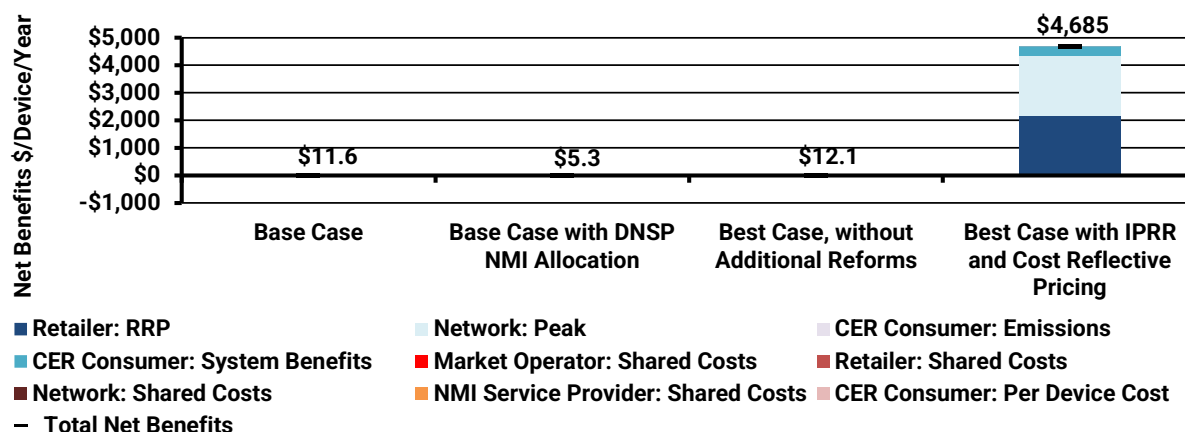 Net Benefits $/Device/Year
$5,000
$4,000
$3,000
$2,000
$1,000
$0
-$1,000
$11.6
$5.3
$12.1
$4,685
Base Case
Base Case with DNSP
NMI Allocation
Best Case, without
Additional Reforms
Best Case with IPRR
and Cost Reflective
Pricing
Retailer: RRP
Network: Peak
CER Consumer: Emissions
CER Consumer: System Benefits
Market Operator: Shared Costs
Retailer: Shared Costs
Network: Shared Costs
NMI Service Provider: Shared Costs
CER Consumer: Per Device Cost
Total Net Benefits